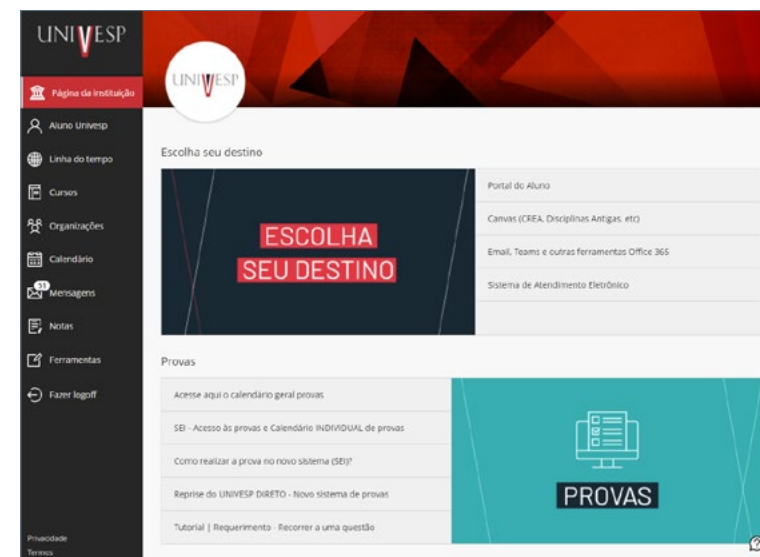 UNIVESP
Página da instituição
Aluno Univesp
Linha do tempo
Cursos
Organizações
Calendário
Mensagens
Notas
Ferramentas
Fazer logoff
Privacidade
Termos
UNIVESP
Escolha seu destino
ESCOLHA
SEU DESTINO
Portal do Aluno
Canvas (CREA, Disciplinas Antigas, etc)
Email, Teams e outras ferramentas Office 365
Sistema de Atendimento Eletrônico
Provas
Acesse aqui o calendário geral provas
SEI - Acesso às provas e Calendário INDIVIDUAL de provas
Como realizar a prova no novo sistema (SEI)?
Reprise do UNIVESP DIRETO - Novo sistema de provas
Tutorial | Requerimento - Recorrer a uma questão
PROVAS